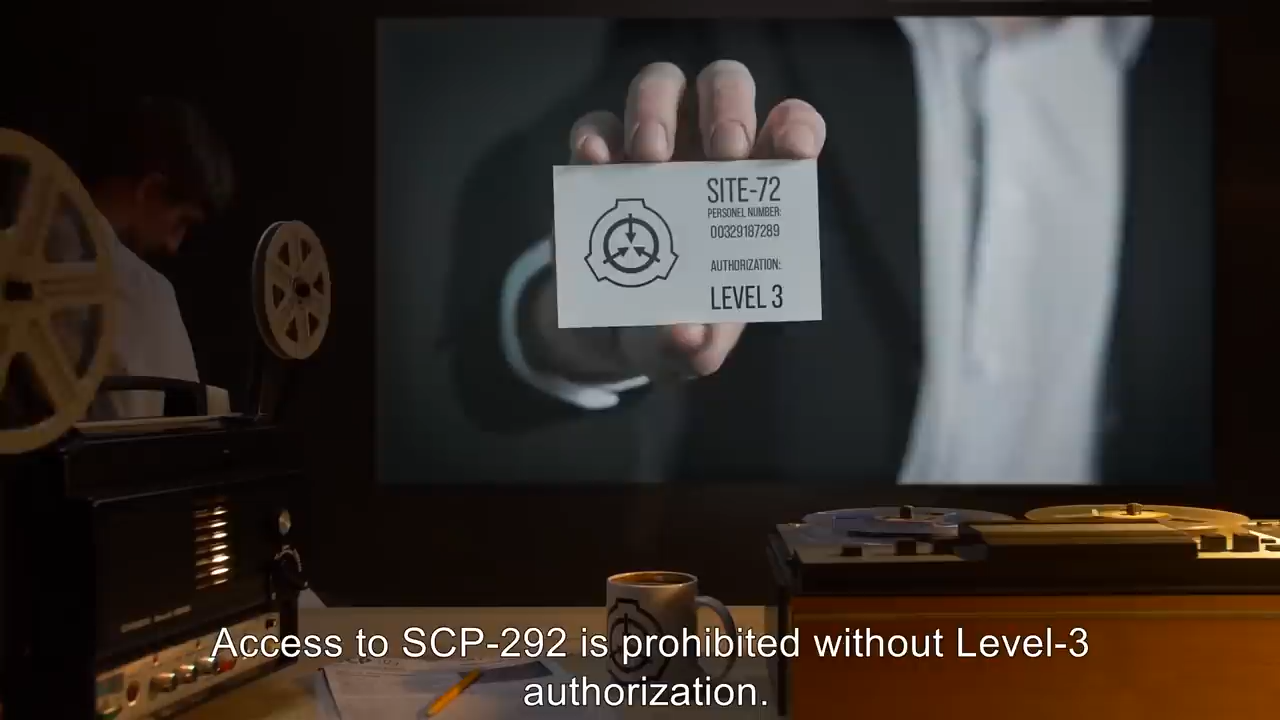 SITE-72
PERSONEL NUMBER:
00329187289
AUTHORIZATION:
LEVEL 3
Access to SCP-292 is prohibited without Level-3
authorization.